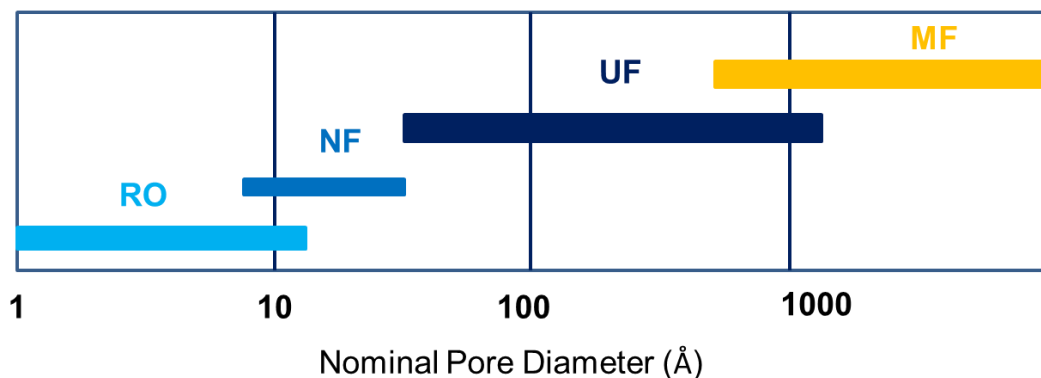 MF
UF
NF
RO
1 10 100 1000
Nominal Pore Diameter (Å)